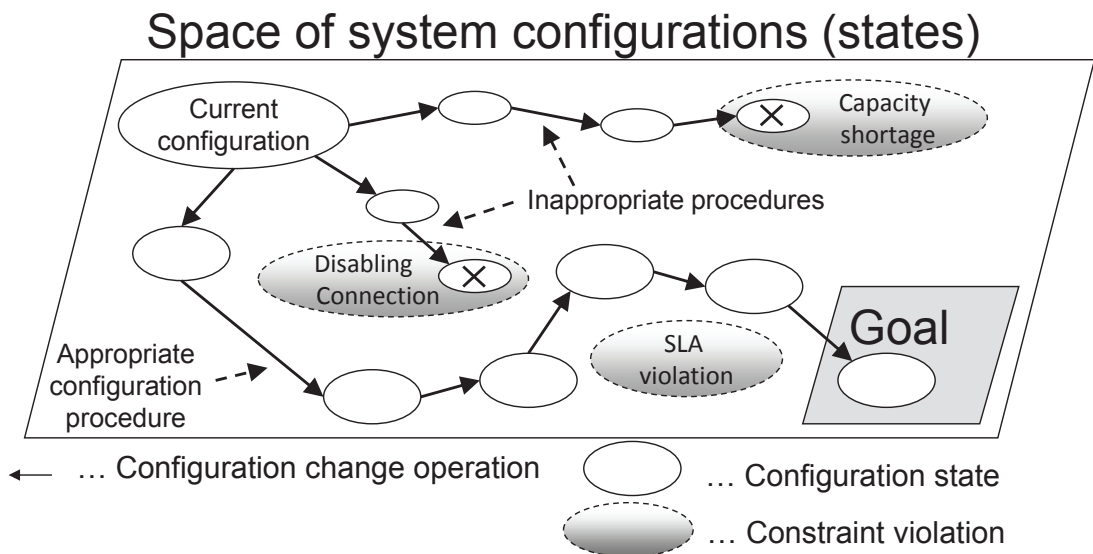 Space of system configurations (states)
Current
configuration
Capacity
shortage
Inappropriate procedures
Disabling
Connection
Goal
SLA
violation
Appropriate
configuration
procedure
... Configuration change operation
... Configuration state
... Constraint violation